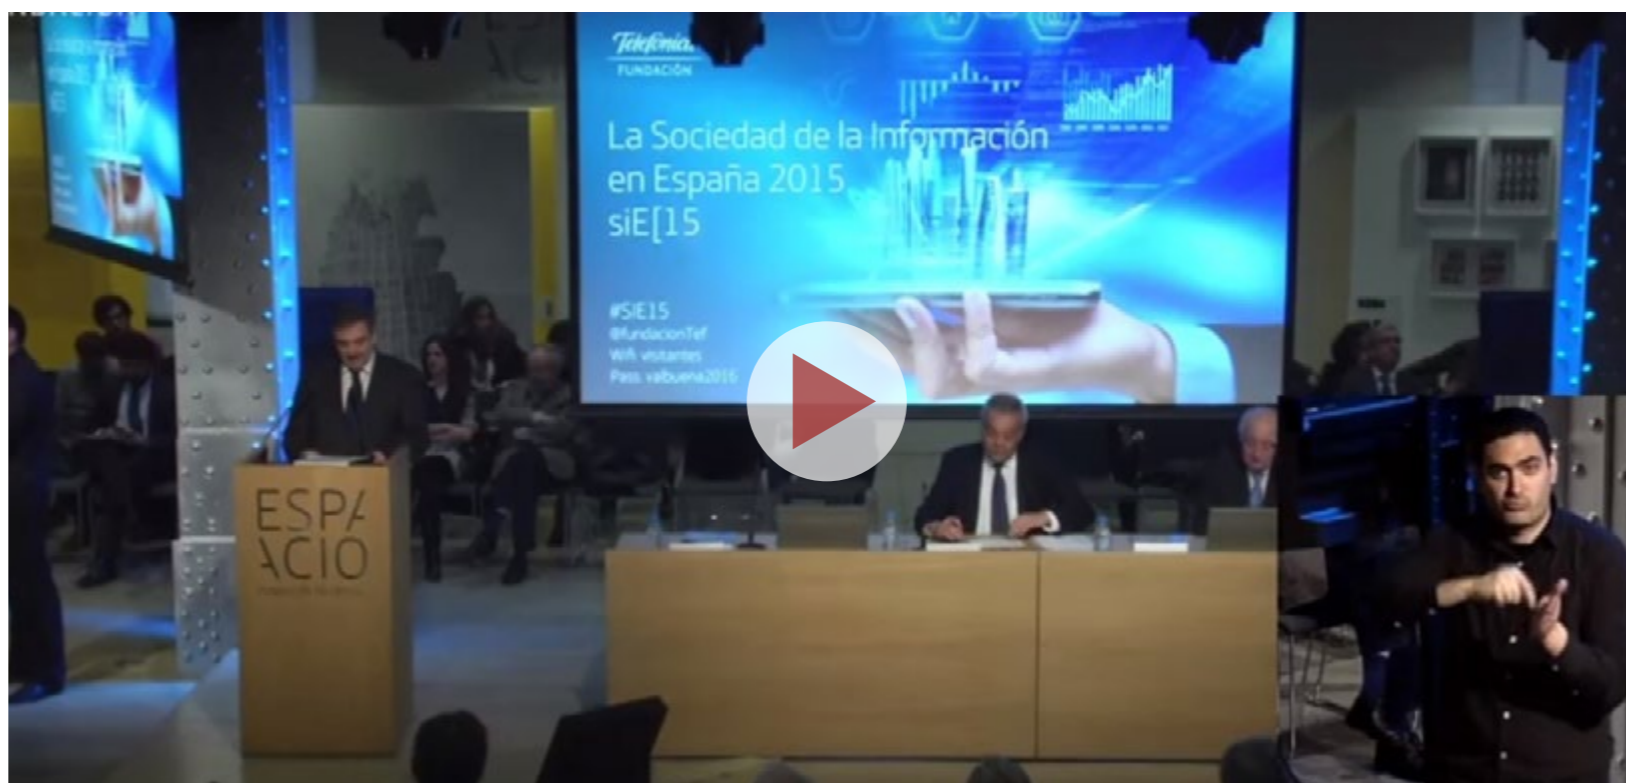 Telefónica
FUNDACIÓN
La Sociedad de la Información
en España 2015
siE[15
#SIE15
@fundacionTef
Wifi: visitantes
Pass: valbuena2016
ESP
ACIO